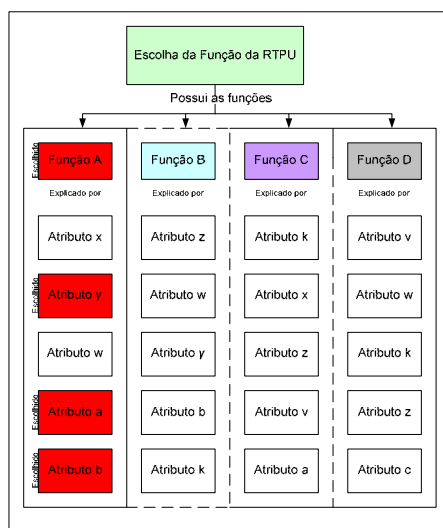 Escolha da Função da RTPU
Possui as funções
Escolhido
Função A
Função B
Função C
Função D
Explicado por
Explicado por
Explicado por
Explicado por
Atributo x
Atributo z
Atributo k
Atributo v
Escolhido
Atributo y
Atributo w
Atributo x
Atributo w
Atributo w
Atributo y
Atributo z
Atributo k
Escolhido
Atributo a
Atributo b
Atributo v
Atributo z
Escolhido
Atributo b
Atributo k
Atributo a
Atributo c